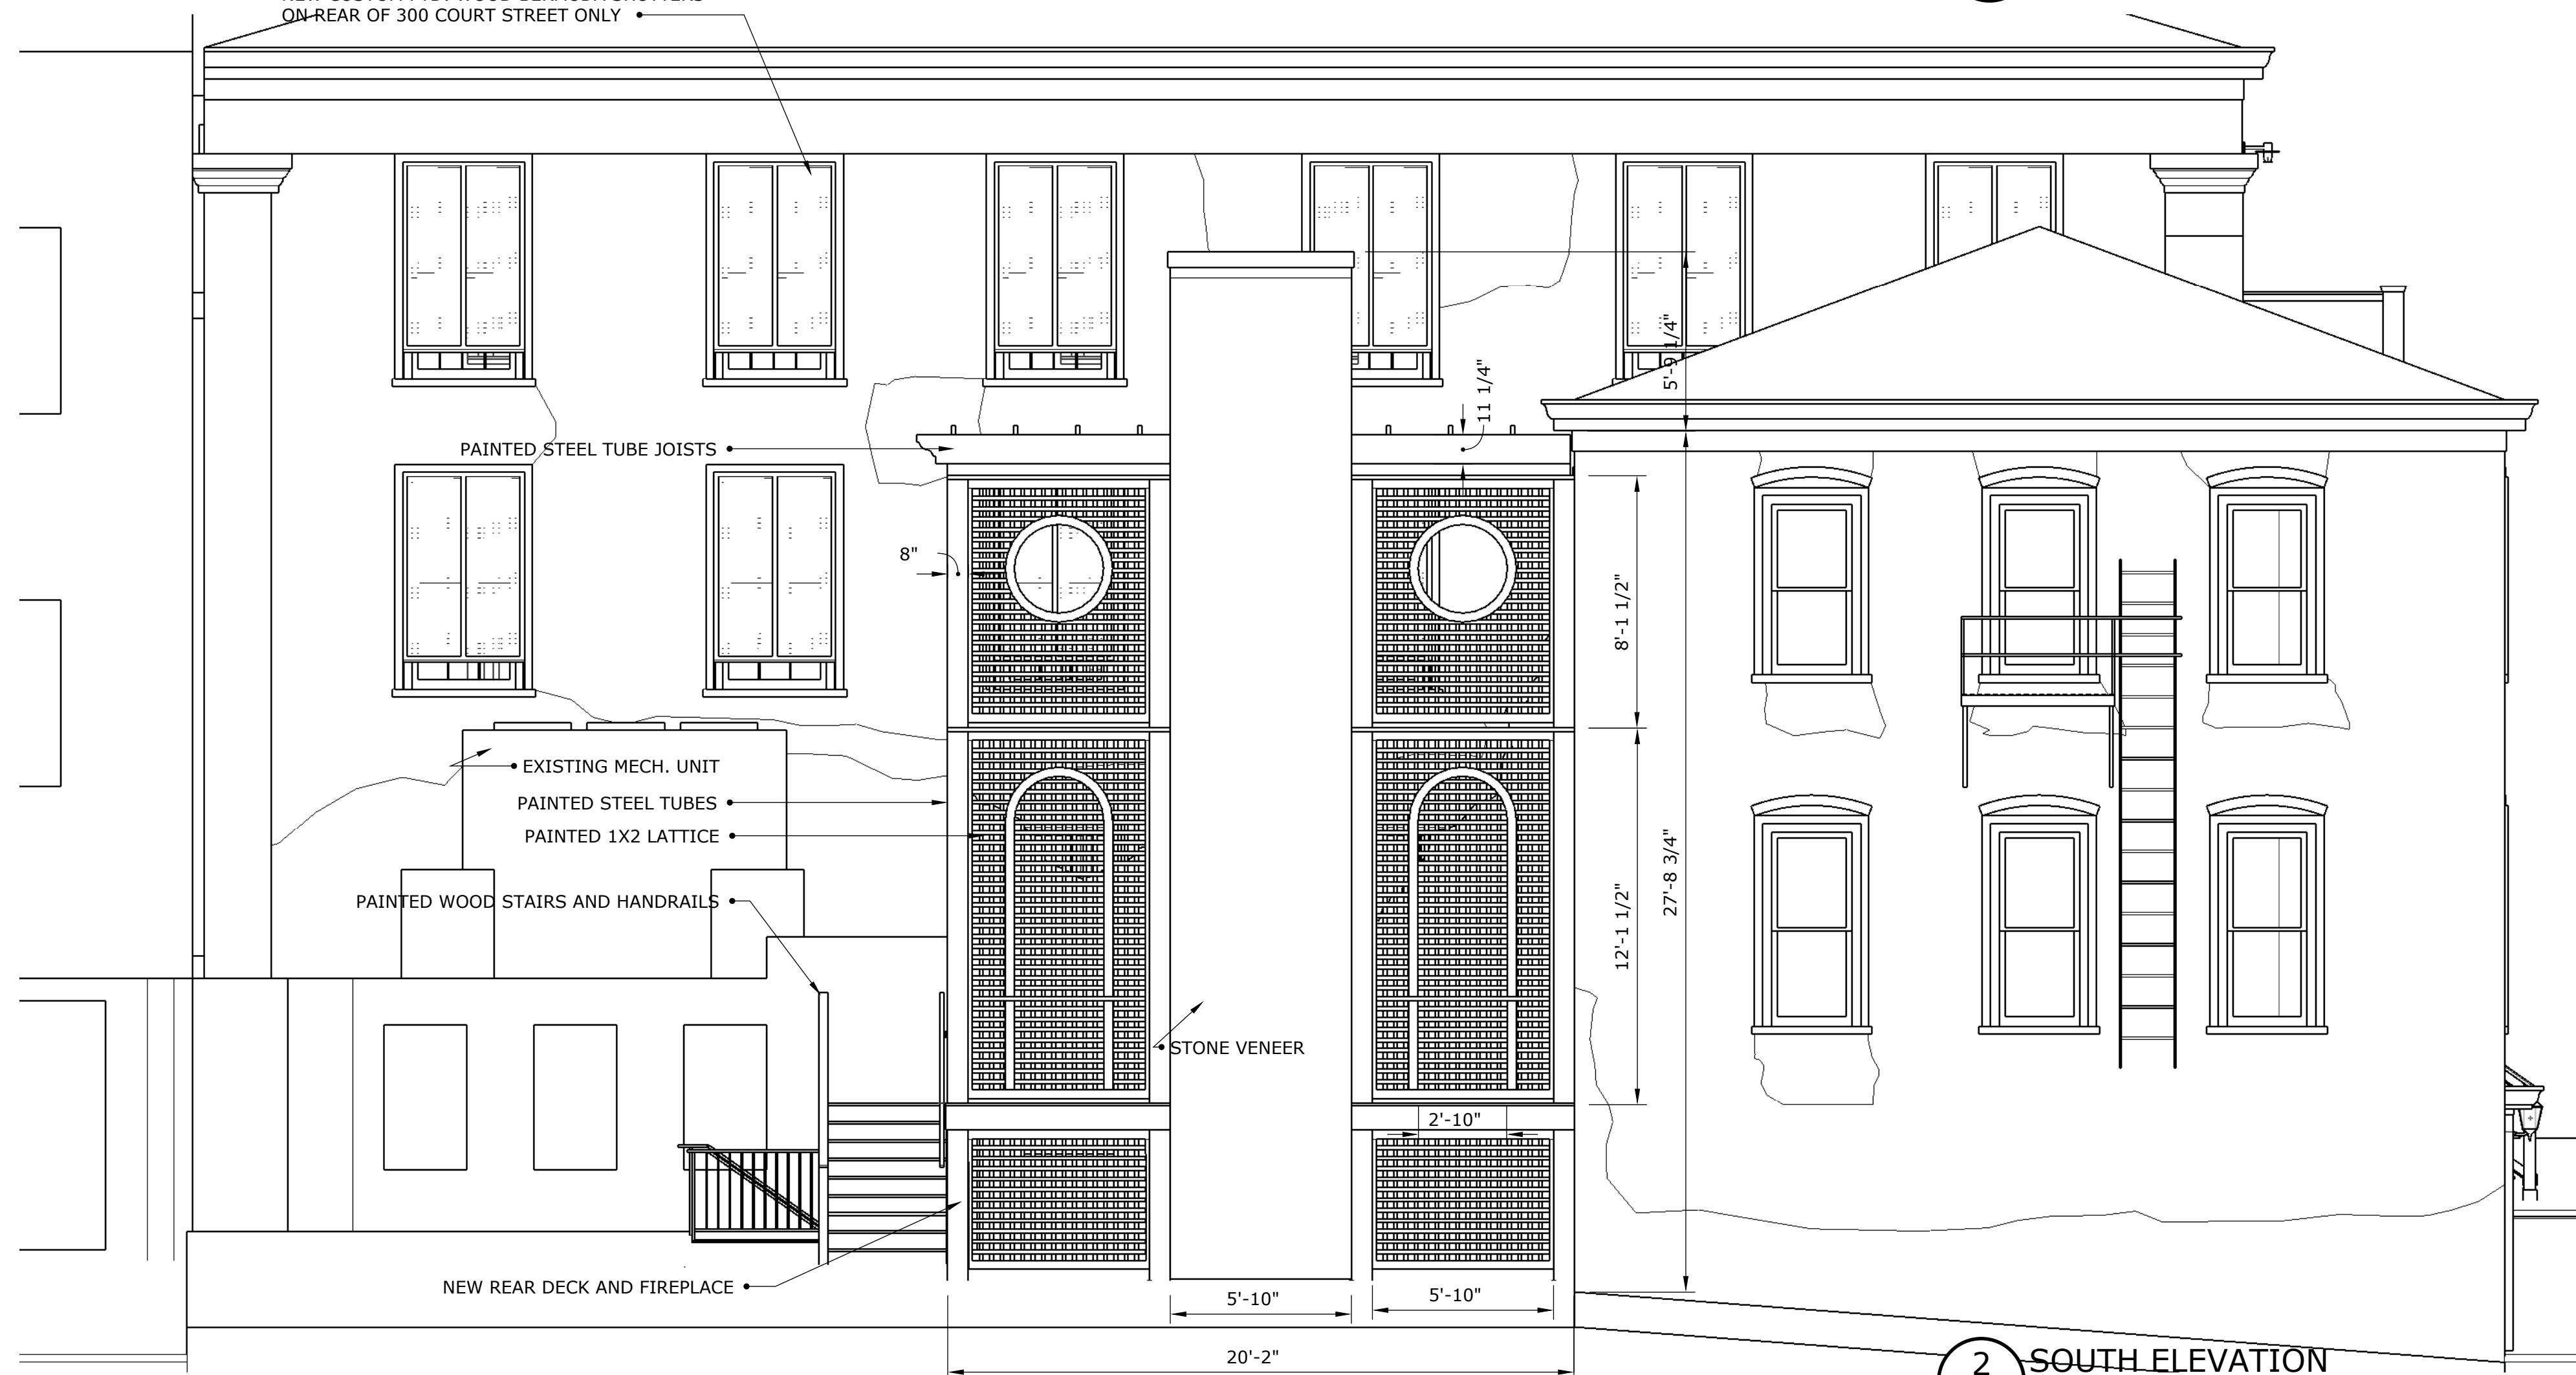 ON REAR OF 300 COURT STREET ONLY
5'-9 1/4"
11 1/4"
PAINTED STEEL TUBE JOISTS
8"
8'-1 1/2"
EXISTING MECH. UNIT
PAINTED STEEL TUBES
PAINTED 1X2 LATTICE
27'-8 3/4"
PAINTED WOOD STAIRS AND HANDRAILS
12'-1 1/2"
STONE VENEER
2'-10"
NEW REAR DECK AND FIREPLACE
5'-10"
5'-10"
20'-2"
2
SOUTH ELEVATION